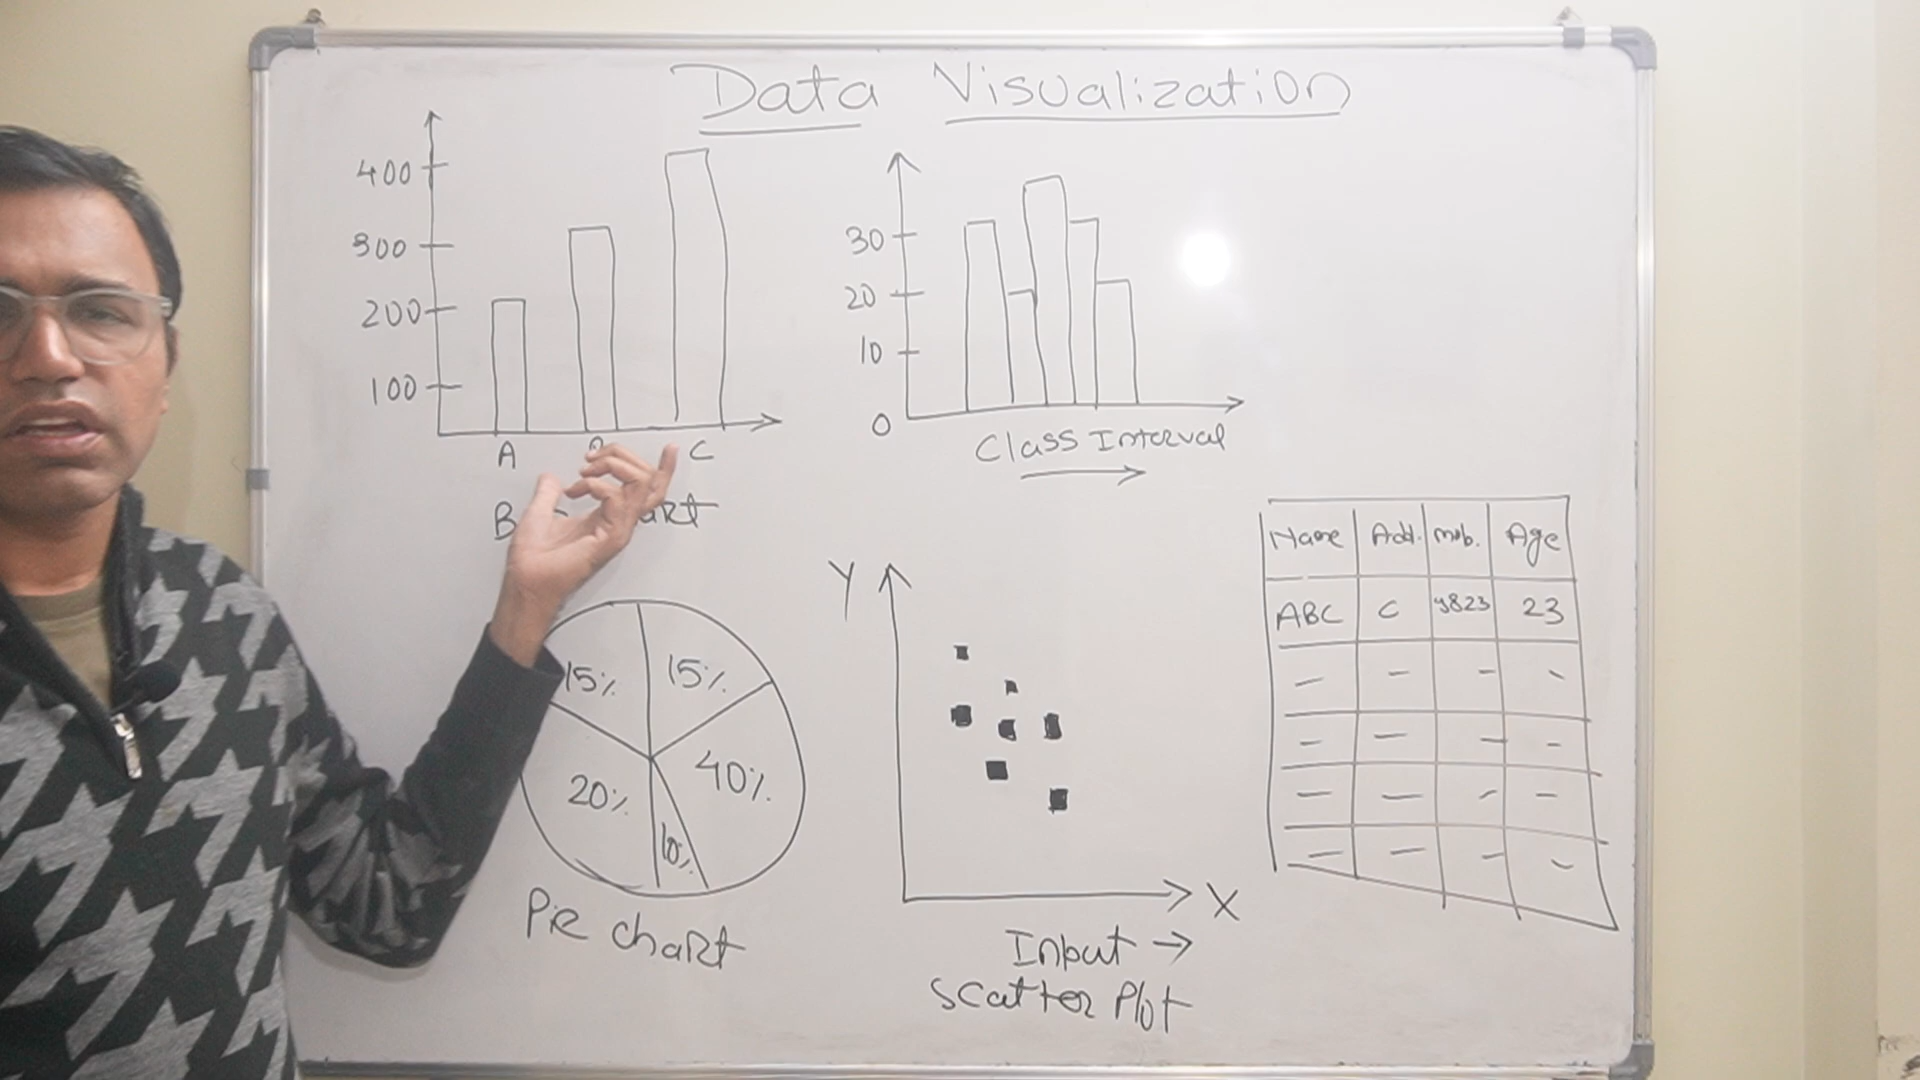 Data Visualization
400
300
200
100
A C
30
20
10
0
Class Interval
15% 15%
20% 40%
10%
Pie chart
Y
X
Input →
Scatter Plot
Name Add. mob. Age
ABC C 9823 23